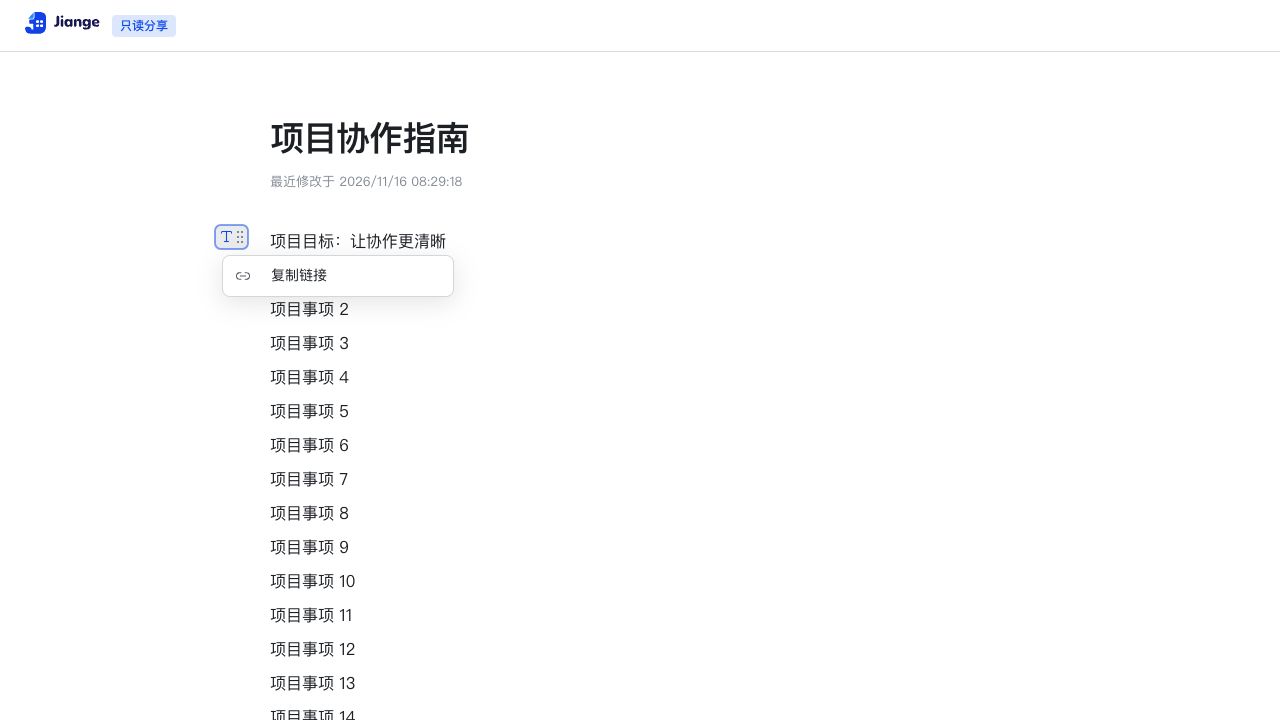 Jiange 只读分享
项目协作指南
最近修改于 2026/11/16 08:29:18
T 项目目标：让协作更清晰
复制链接
项目事项 2
项目事项 3
项目事项 4
项目事项 5
项目事项 6
项目事项 7
项目事项 8
项目事项 9
项目事项 10
项目事项 11
项目事项 12
项目事项 13
项目事项 14